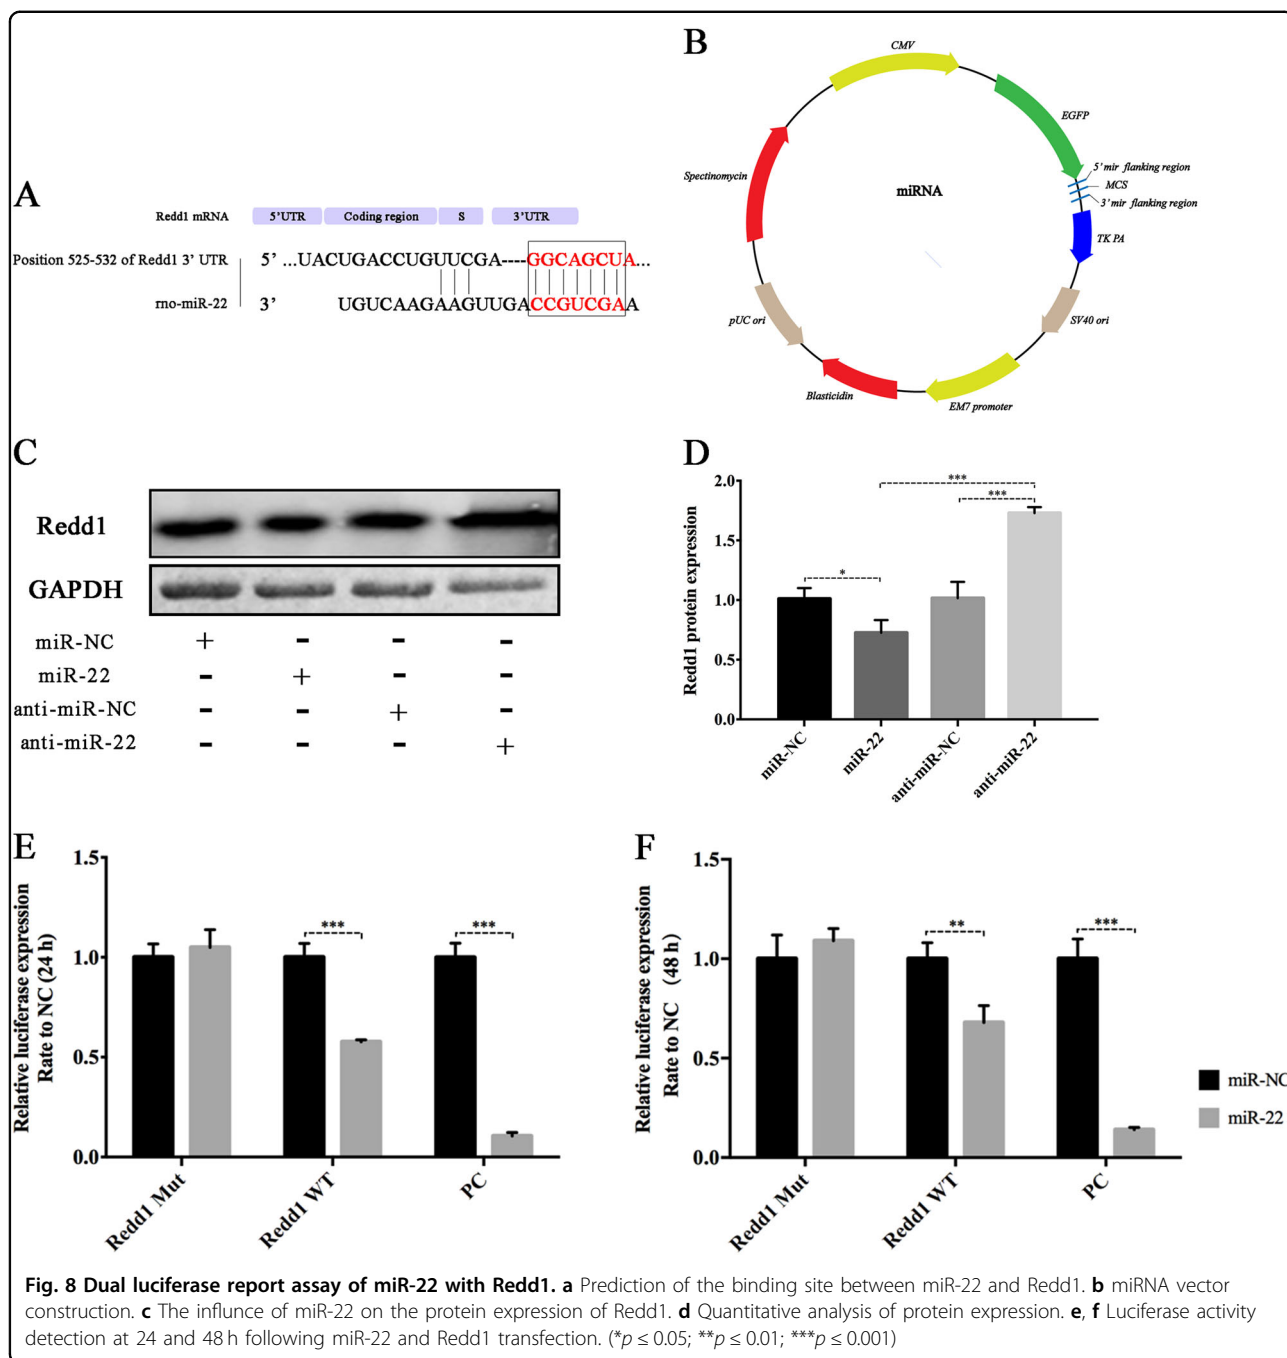 A
Redd1 mRNA 5'UTR Coding region S 3'UTR
Position 525-532 of Redd1 3' UTR 5' ...UACUGACCUGUUCGA----GGCAGCUA...
rno-miR-22 3' UGUCAAGAAGUUGACCGUCGAA
B
CMV
EGFP
5' mir flanking region
MCS
3' mir flanking region
TK PA
SV40 ori
EM7 promoter
Blasticidin
pUC ori
Spectinomycin
miRNA
C
Redd1
GAPDH
miR-NC + - - -
miR-22 - + - -
anti-miR-NC - - + -
anti-miR-22 - - - +
D
Redd1 protein expression
2.0
1.5
1.0
0.5
0.0
***
***
*
miR-NC
miR-22
anti-miR-NC
anti-miR-22
E
Relative luciferase expression
Rate to NC (24 h)
1.5
1.0
0.5
0.0
***
***
Redd1 Mut
Redd1 WT
PC
F
Relative luciferase expression
Rate to NC (48 h)
1.5
1.0
0.5
0.0
**
***
Redd1 Mut
Redd1 WT
PC
miR-NC
miR-22
Fig. 8 Dual luciferase report assay of miR-22 with Redd1. a Prediction of the binding site between miR-22 and Redd1. b miRNA vector
construction. c The influnce of miR-22 on the protein expression of Redd1. d Quantitative analysis of protein expression. e, f Luciferase activity
detection at 24 and 48 h following miR-22 and Redd1 transfection. (*p ≤ 0.05; **p ≤ 0.01; ***p ≤ 0.001)